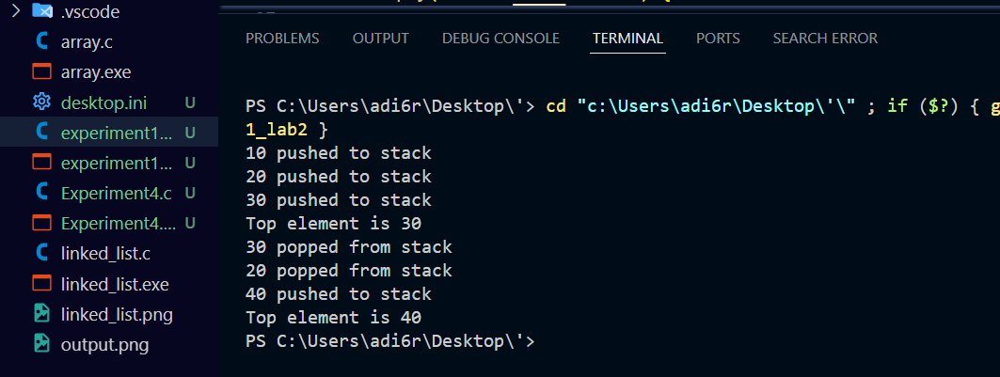 .vscode
array.c
array.exe
desktop.ini U
experiment1... U
experiment1... U
Experiment4.c U
Experiment4.... U
linked_list.c
linked_list.exe
linked_list.png
output.png
PROBLEMS OUTPUT DEBUG CONSOLE TERMINAL PORTS SEARCH ERROR
PS C:\Users\adi6r\Desktop\'> cd "c:\Users\adi6r\Desktop\'\" ; if ($?) { g
1_lab2 }
10 pushed to stack
20 pushed to stack
30 pushed to stack
Top element is 30
30 popped from stack
20 popped from stack
40 pushed to stack
Top element is 40
PS C:\Users\adi6r\Desktop\'>